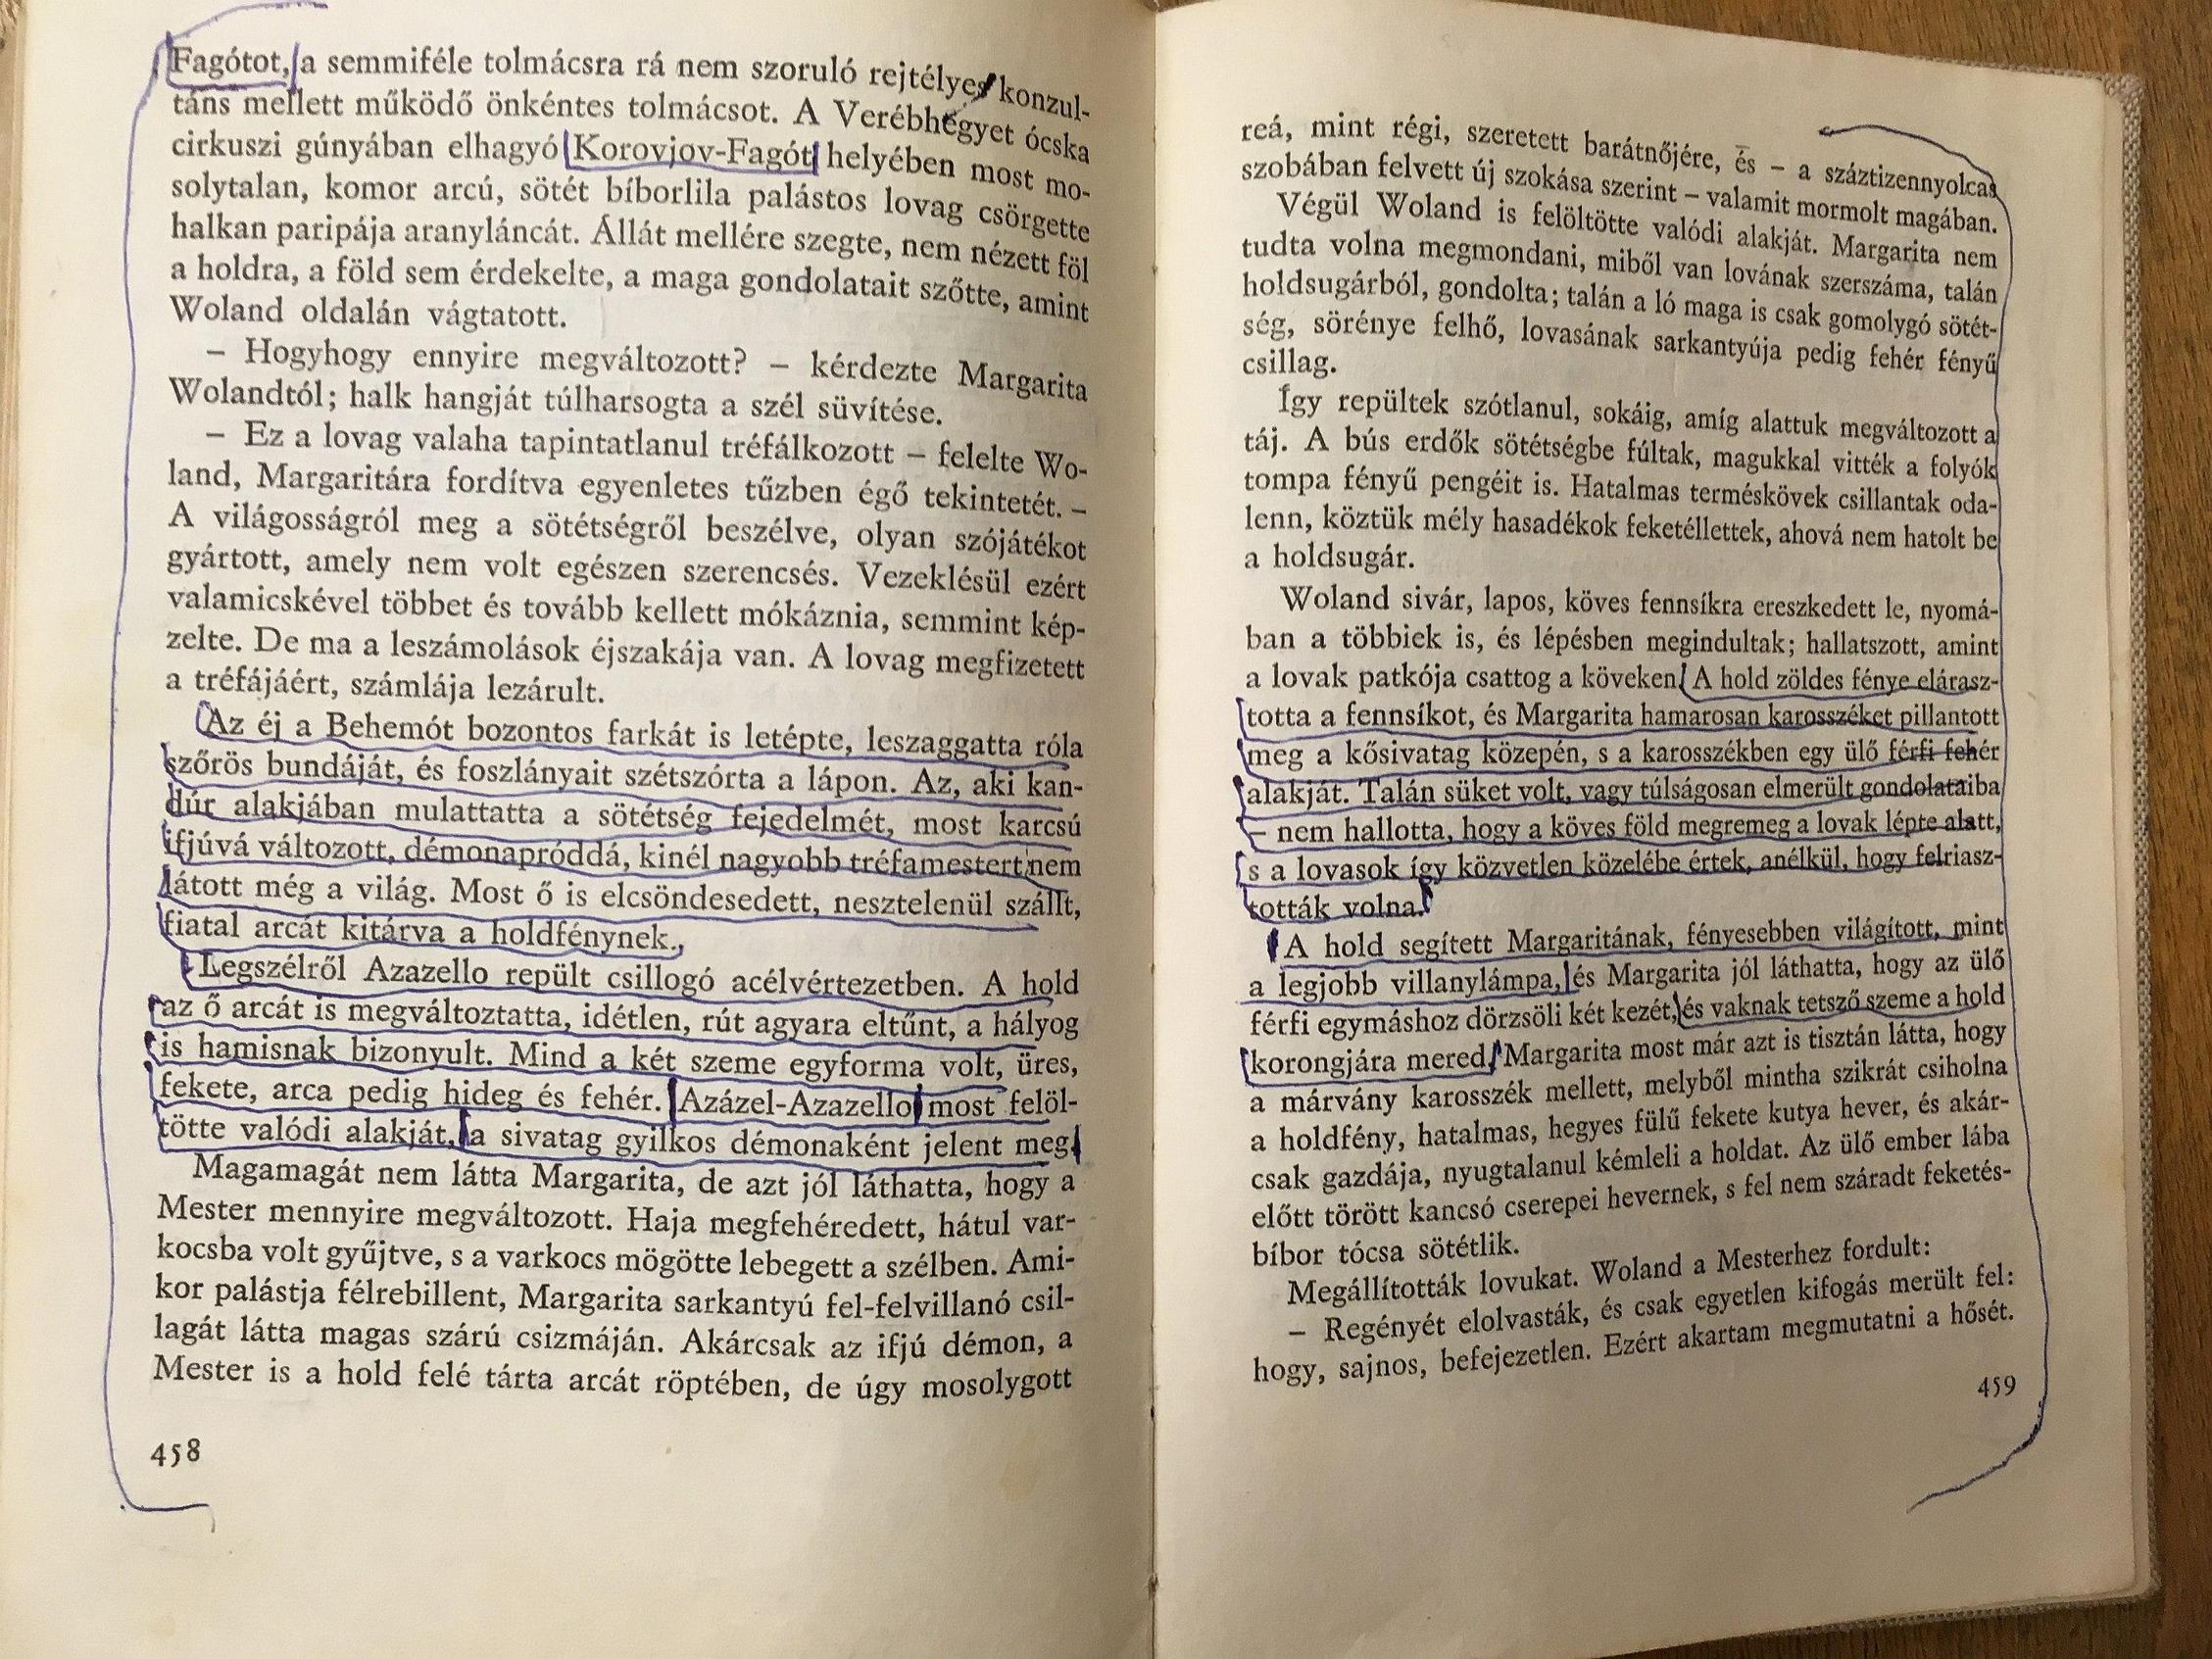 Fagótot, a semmiféle tolmácsra rá nem szoruló rejtélyes konzul-
táns mellett működő önkéntes tolmácsot. A Verébhegyet ócska
cirkuszi gúnyában elhagyó Korovjov-Fagót helyében most mo-
solytalan, komor arcú, sötét bíborlila palástos lovag csörgette
halkan paripája aranyláncát. Állát mellére szegte, nem nézett föl
a holdra, a föld sem érdekelte, a maga gondolatait szőtte, amint
Woland oldalán vágtatott.
– Hogyhogy ennyire megváltozott? – kérdezte Margarita
Wolandtól; halk hangját túlharsogta a szél süvítése.
– Ez a lovag valaha tapintatlanul tréfálkozott – felelte Wo-
land, Margaritára fordítva egyenletes tűzben égő tekintetét. –
A világosságról meg a sötétségről beszélve, olyan szójátékot
gyártott, amely nem volt egészen szerencsés. Vezeklésül ezért
valamicskével többet és tovább kellett mókáznia, semmint kép-
zelte. De ma a leszámolások éjszakája van. A lovag megfizetett
a tréfájáért, számlája lezárult.
Az éj a Behemót bozontos farkát is letépte, leszaggatta róla
szőrös bundáját, és foszlányait szétszórta a lápon. Az, aki kan-
dúr alakjában mulattatta a sötétség fejedelmét, most karcsú
ifjúvá változott, démonapróddá, kinél nagyobb tréfamestert nem
látott még a világ. Most ő is elcsöndesedett, nesztelenül szállt,
fiatal arcát kitárva a holdfénynek.
Legszélről Azazello repült csillogó acélvértezetben. A hold
az ő arcát is megváltoztatta, idétlen, rút agyara eltűnt, a hályog
is hamisnak bizonyult. Mind a két szeme egyforma volt, üres,
fekete, arca pedig hideg és fehér. Azázel-Azazello most felöl-
tötte valódi alakját, a sivatag gyilkos démonaként jelent meg.
Magamagát nem látta Margarita, de azt jól láthatta, hogy a
Mester mennyire megváltozott. Haja megfehéredett, hátul var-
kocsba volt gyűjtve, s a varkocs mögötte lebegett a szélben. Ami-
kor palástja félrebillent, Margarita sarkantyú fel-felvillanó csil-
lagát látta magas szárú csizmáján. Akárcsak az ifjú démon, a
Mester is a hold felé tárta arcát röptében, de úgy mosolygott
458
reá, mint régi, szeretett barátnőjére, és – a száztizennyolcas
szobában felvett új szokása szerint – valamit mormolt magában.
Végül Woland is felöltötte valódi alakját. Margarita nem
tudta volna megmondani, miből van lovának szerszáma, talán
holdsugárból, gondolta; talán a ló maga is csak gomolygó sötét-
ség, sörénye felhő, lovasának sarkantyúja pedig fehér fényű
csillag.
Így repültek szótlanul, sokáig, amíg alattuk megváltozott a
táj. A bús erdők sötétségbe fúltak, magukkal vitték a folyók
tompa fényű pengéit is. Hatalmas terméskövek csillantak oda-
lenn, köztük mély hasadékok feketéllettek, ahová nem hatolt be
a holdsugár.
Woland sivár, lapos, köves fennsíkra ereszkedett le, nyomá-
ban a többiek is, és lépésben megindultak; hallatszott, amint
a lovak patkója csattog a köveken. A hold zöldes fénye elárasz-
totta a fennsíkot, és Margarita hamarosan karosszéket pillantott
meg a kősivatag közepén, s a karosszékben egy ülő férfi fehér
alakját. Talán süket volt, vagy túlságosan elmerült gondolataiba
– nem hallotta, hogy a köves föld megremeg a lovak lépte alatt,
s a lovasok így közvetlen közelébe értek, anélkül, hogy felriasz-
tották volna.
A hold segített Margaritának, fényesebben világított, mint
a legjobb villanylámpa, és Margarita jól láthatta, hogy az ülő
férfi egymáshoz dörzsöli két kezét, és vaknak tetsző szeme a hold
korongjára mered. Margarita most már azt is tisztán látta, hogy
a márvány karosszék mellett, melyből mintha szikrát csiholna
a holdfény, hatalmas, hegyes fülű fekete kutya hever, és akár-
csak gazdája, nyugtalanul kémleli a holdat. Az ülő ember lába
előtt törött kancsó cserepei hevernek, s fel nem száradt feketés-
bíbor tócsa sötétlik.
Megállították lovukat. Woland a Mesterhez fordult:
– Regényét elolvasták, és csak egyetlen kifogás merült fel:
hogy, sajnos, befejezetlen. Ezért akartam megmutatni a hősét.
459